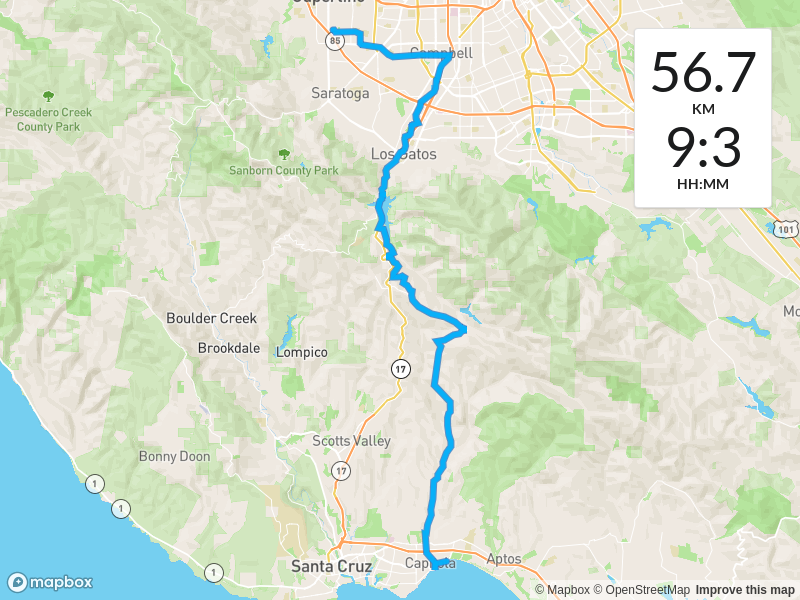 Cupertino
85
Campbell
56.7
KM
9:3
HH:MM
Saratoga
Pescadero Creek
County Park
Los Gatos
Sanborn County Park
101
Mo
Boulder Creek
Brookdale
Lompico
17
Scotts Valley
Bonny Doon
17
1
1
Santa Cruz
Capitola
Aptos
1
mapbox
© Mapbox © OpenStreetMap Improve this map